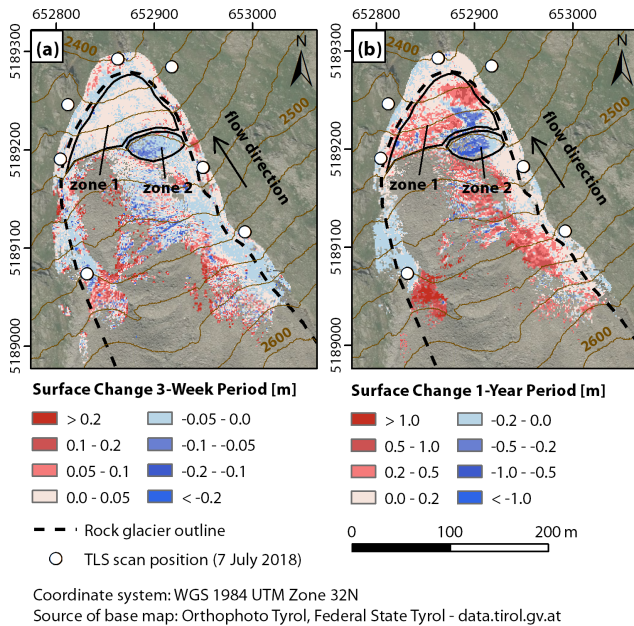 652800 652900 653000
652800 652900 653000
(a) 2400 N
(b) 2400 N
5189300
5189200
5189100
5189000
5189300
5189200
5189100
5189000
2500
2500
flow direction
flow direction
zone 1
zone 2
zone 1
zone 2
2600
2600
Surface Change 3-Week Period [m]
> 0.2
0.1 - 0.2
0.05 - 0.1
0.0 - 0.05
-0.05 - 0.0
-0.1 - -0.05
-0.2 - -0.1
< -0.2
Surface Change 1-Year Period [m]
> 1.0
0.5 - 1.0
0.2 - 0.5
0.0 - 0.2
-0.2 - 0.0
-0.5 - -0.2
-1.0 - -0.5
< -1.0
Rock glacier outline
TLS scan position (7 July 2018)
0 100 200 m
Coordinate system: WGS 1984 UTM Zone 32N
Source of base map: Orthophoto Tyrol, Federal State Tyrol - data.tirol.gv.at